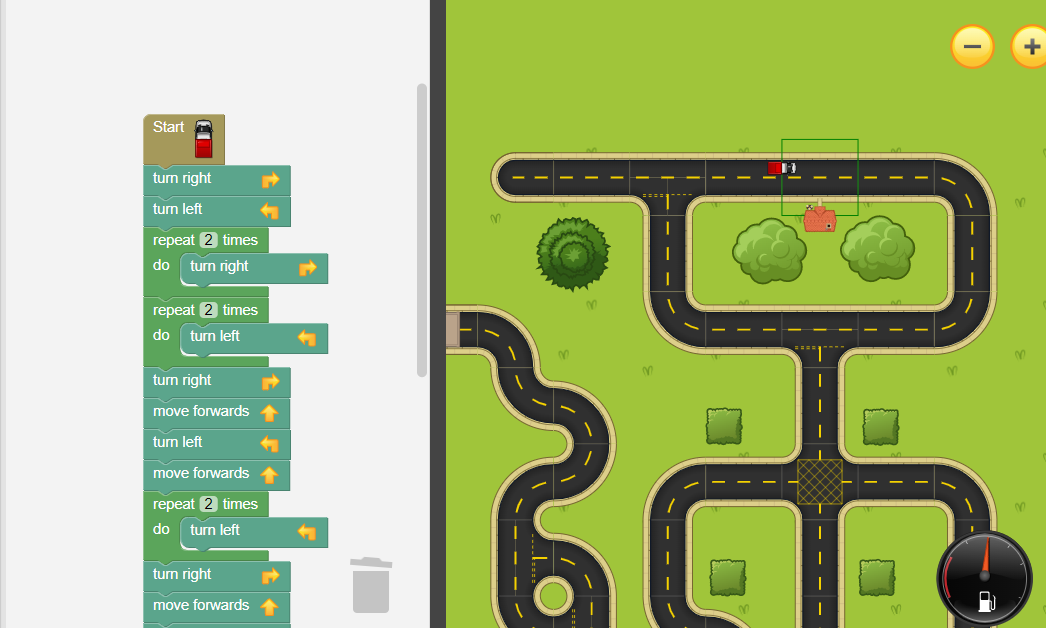 Start
turn right
turn left
repeat 2 times
do turn right
repeat 2 times
do turn left
turn right
move forwards
turn left
move forwards
repeat 2 times
do turn left
turn right
move forwards